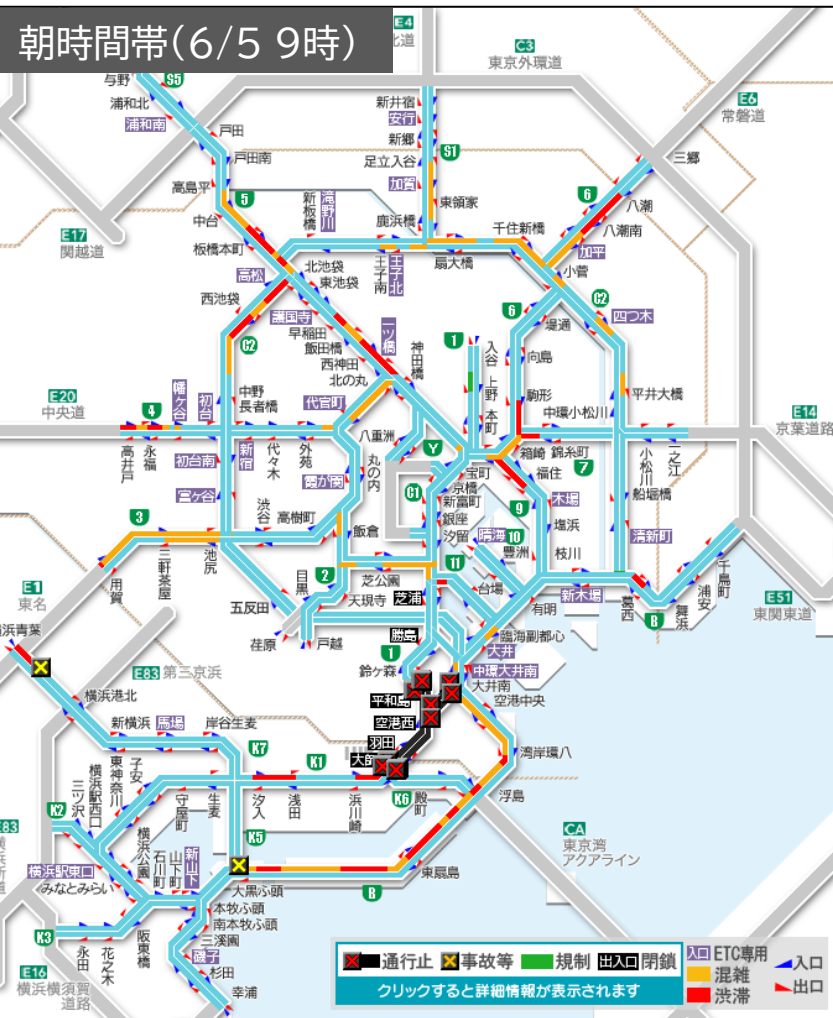 朝時間帯(6/5 9時)
E4
北道
C3
東京外環道
E6
常磐道
与野
S5
浦和北
浦和南
戸田
戸田南
新井宿
安行
新郷
足立入谷
S1
加賀
三郷
高島平
5
新板橋
滝野川
東領家
鹿浜橋
6
八潮
八潮南
加平
中台
板橋本町
千住新橋
E17
関越道
高松
北池袋
東池袋
王子南
王子北
扇大橋
小菅
西池袋
護国寺
C2
四つ木
早稲田
飯田橋
西神田
北の丸
一ツ橋
6
堤通
C2
神田橋
1
入谷
上野
本町
向島
E20
中央道
4
幡ケ谷
初台
中野長者橋
代官町
駒形
中環小松川
平井大橋
E14
京葉道路
高井戸
永福
初台南
新宿
代々木
外苑
八重洲
丸の内
Y
箱崎
錦糸町
小松川
一之江
7
宝町
福住
京橋
新富町
銀座
汐留
C1
9
木場
船堀橋
富ケ谷
霞が関
渋谷
高樹町
飯倉
晴海
10
塩浜
清新町
3
豊洲
枝川
千鳥町
用賀
三軒茶屋
池尻
目黒
2
芝公園
天現寺
11
台場
芝浦
有明
新木場
葛西
B
舞浜
浦安
E51
東関東道
E1
東名
五反田
荏原
戸越
勝島
臨海副都心
大井
中環大井南
大井南
空港中央
1
鈴ケ森
横浜青葉
E83
第三京浜
平和島
空港西
羽田
大師
横浜港北
新横浜
馬場
岸谷生麦
K7
K1
湾岸環八
子安
東神奈川
横浜駅西口
三ツ沢
守屋町
生麦
汐入
浅田
浜川崎
K6
殿町
浮島
K2
E83
K5
横浜公園
石川町
山下町
新山下
CA
東京湾
アクアライン
横浜駅東口
みなとみらい
大黒ふ頭
東扇島
B
本牧ふ頭
南本牧ふ頭
三溪園
K3
永田
花之木
阪東橋
磯子
杉田
幸浦
E16
横浜横須賀
道路
通行止
事故等
規制
出入口 閉鎖
クリックすると詳細情報が表示されます
入口 ETC専用
混雑
渋滞
入口
出口